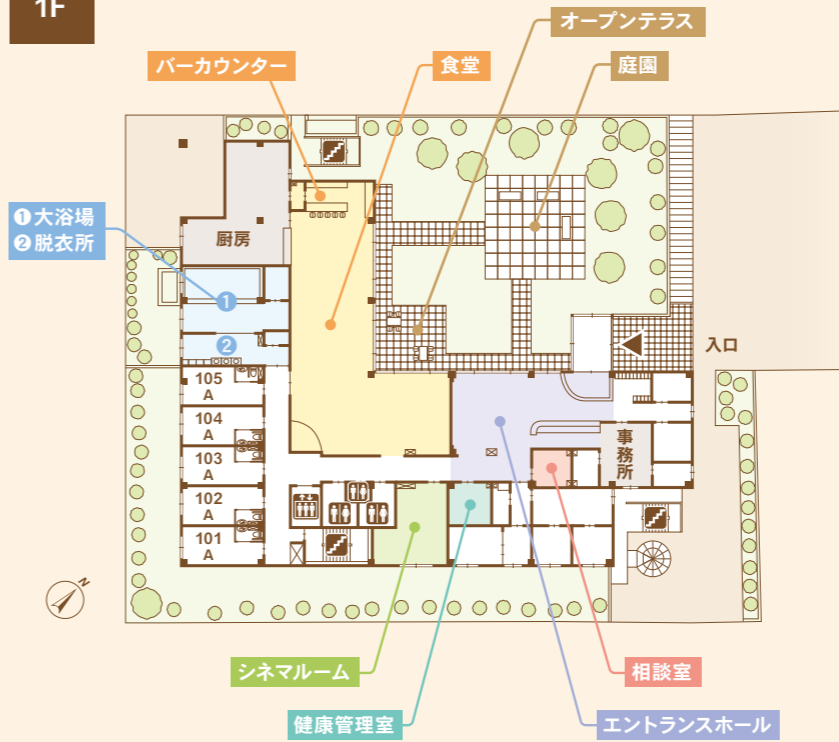 1F
オープンテラス
バーカウンター
食堂
庭園
❶大浴場
❷脱衣所
厨房
❶
❷
入口
105
A
104
A
103
A
102
A
101
A
事務所
N
シネマルーム
相談室
健康管理室
エントランスホール